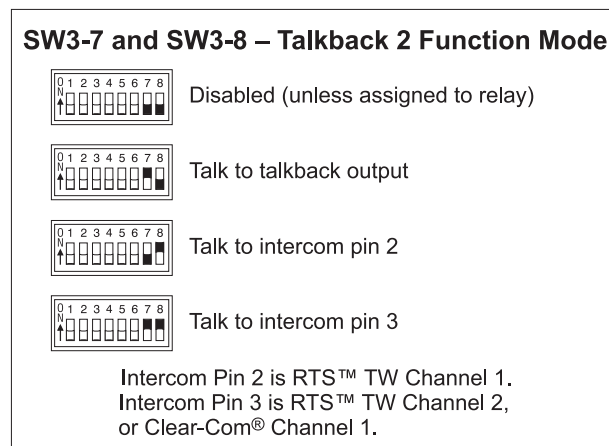 SW3-7 and SW3-8 – Talkback 2 Function Mode
O 1 2 3 4 5 6 7 8
N
Disabled (unless assigned to relay)
O 1 2 3 4 5 6 7 8
N
Talk to talkback output
O 1 2 3 4 5 6 7 8
N
Talk to intercom pin 2
O 1 2 3 4 5 6 7 8
N
Talk to intercom pin 3
Intercom Pin 2 is RTS™ TW Channel 1.
Intercom Pin 3 is RTS™ TW Channel 2,
or Clear-Com® Channel 1.